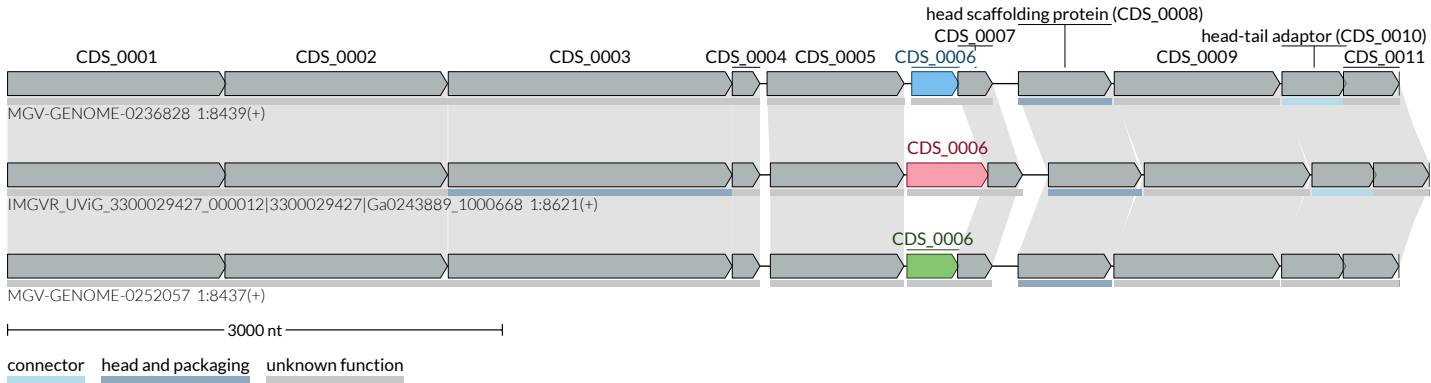 head scaffolding protein (CDS_0008)
CDS_0007
head-tail adaptor (CDS_0010)
CDS_0001 CDS_0002 CDS_0003 CDS_0004 CDS_0005 CDS_0006 CDS_0009 CDS_0011
MGV-GENOME-0236828 1:8439(+)
CDS_0006
IMGVR_UViG_3300029427_000012|3300029427|Ga0243889_1000668 1:8621(+)
CDS_0006
MGV-GENOME-0252057 1:8437(+)
3000 nt
connector head and packaging unknown function